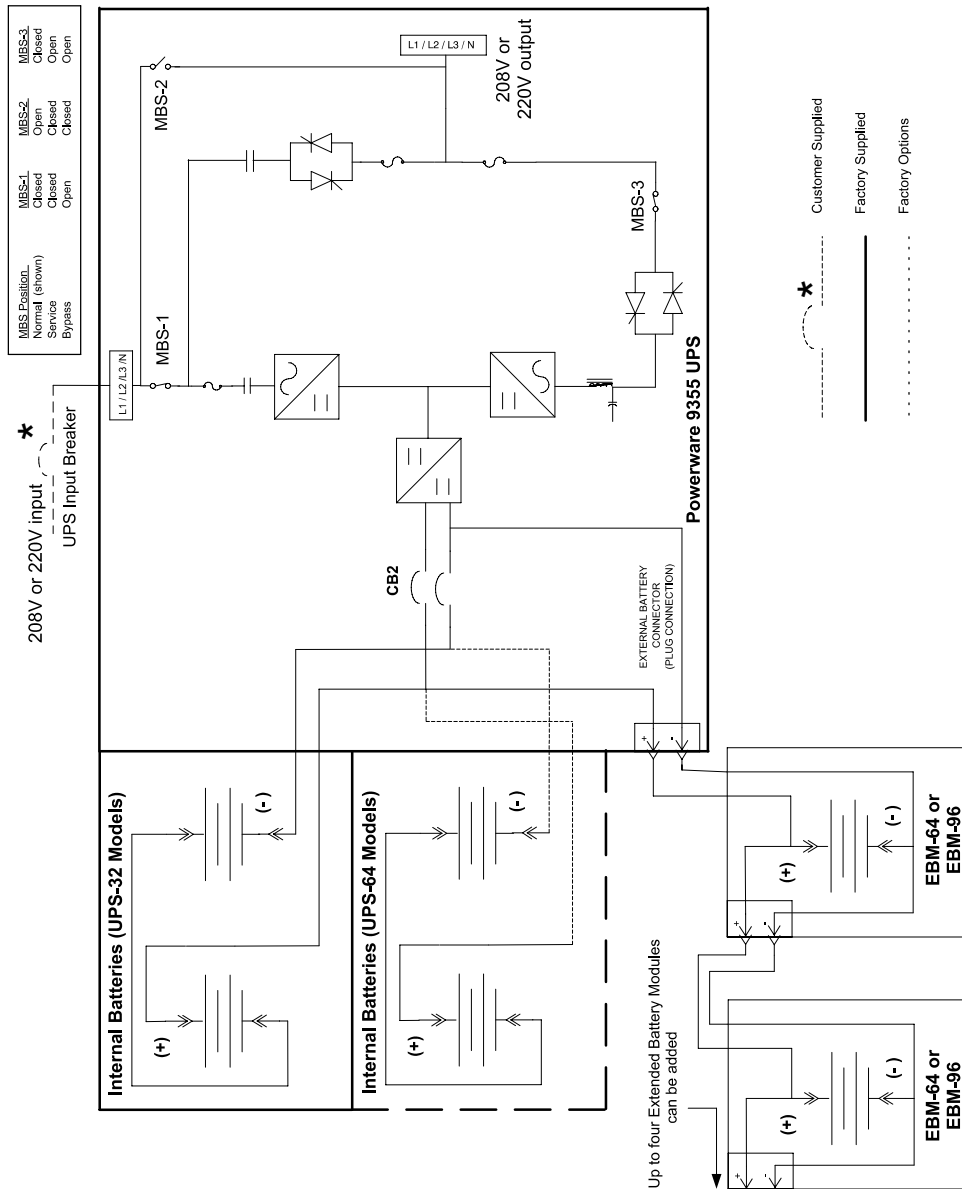 MBS Position MBS-1 MBS-2 MBS-3
Normal (shown) Closed Open Closed
Service Closed Closed Open
Bypass Open Closed Open
208V or 220V input
*
UPS Input Breaker
L1 / L2 /L3 /N
MBS-1
MBS-2
L1 / L2 / L3 / N
208V or
220V output
MBS-3
CB2
EXTERNAL BATTERY
CONNECTOR
(PLUG CONNECTION)
+
-
Powerware 9355 UPS
Internal Batteries (UPS-32 Models)
(+)
(-)
Internal Batteries (UPS-64 Models)
(+)
(-)
Up to four Extended Battery Modules
can be added
+
-
(+)
(-)
EBM-64 or
EBM-96
+
-
(+)
(-)
EBM-64 or
EBM-96
*
Customer Supplied
Factory Supplied
Factory Options